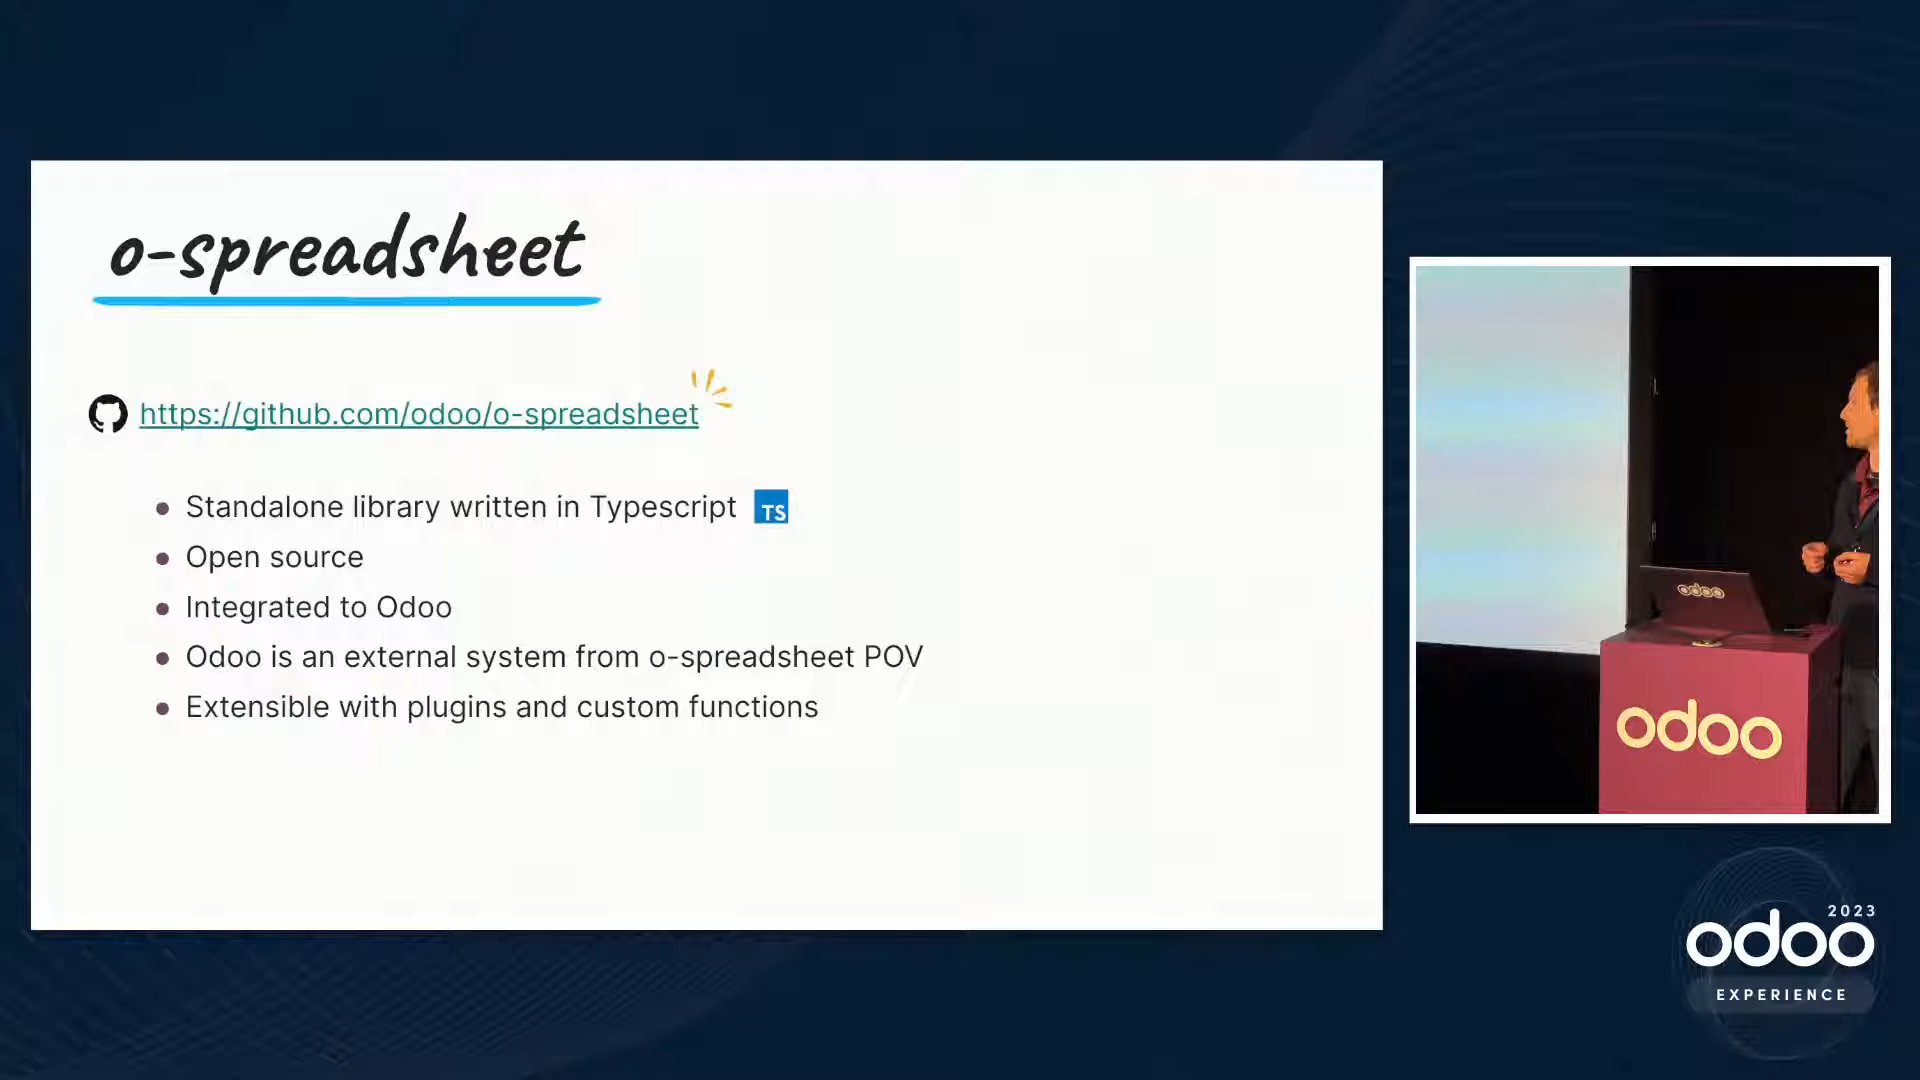 o-spreadsheet
https://github.com/odoo/o-spreadsheet
Standalone library written in Typescript TS
Open source
Integrated to Odoo
Odoo is an external system from o-spreadsheet POV
Extensible with plugins and custom functions
odoo
odoo
2023
odoo
EXPERIENCE